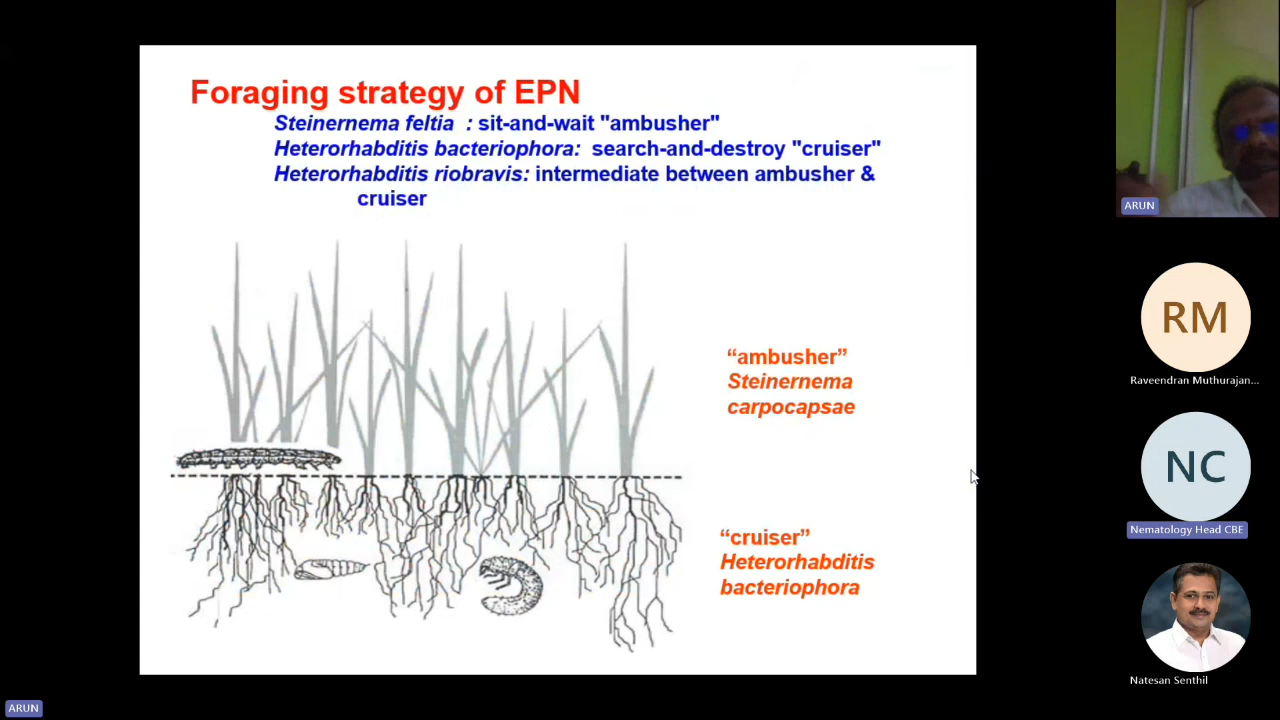 Foraging strategy of EPN
Steinernema feltia : sit-and-wait "ambusher"
Heterorhabditis bacteriophora: search-and-destroy "cruiser"
Heterorhabditis riobravis: intermediate between ambusher &
cruiser
“ambusher”
Steinernema
carpocapsae
“cruiser”
Heterorhabditis
bacteriophora
ARUN
RM
Raveendran Muthurajan...
NC
Nematology Head CBE
Natesan Senthil
ARUN